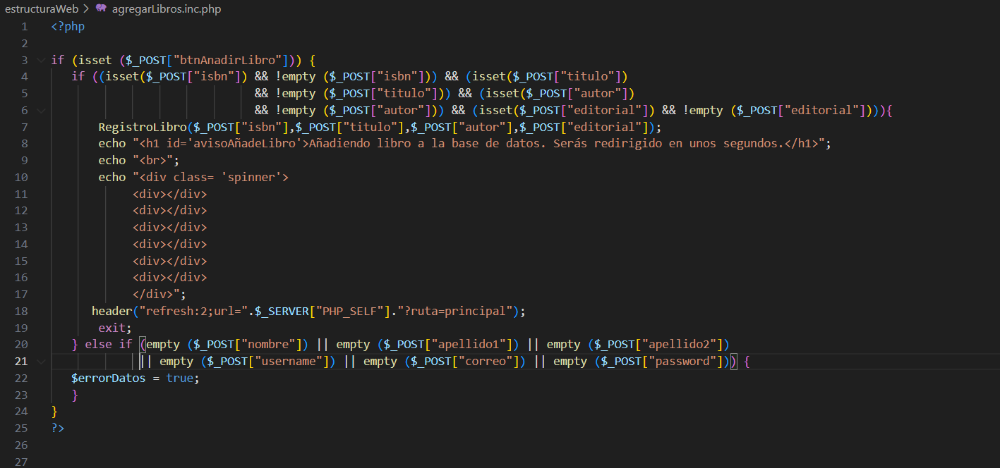 estructuraWeb > agregarLibros.inc.php
1 <?php
2
3 if (isset ($_POST["btnAnadirLibro"])) {
4 if ((isset($_POST["isbn"]) && !empty ($_POST["isbn"])) && (isset($_POST["titulo"])
5 && !empty ($_POST["titulo"])) && (isset($_POST["autor"])
6 && !empty ($_POST["autor"])) && (isset($_POST["editorial"]) && !empty ($_POST["editorial"]))){
7 RegistroLibro($_POST["isbn"],$_POST["titulo"],$_POST["autor"],$_POST["editorial"]);
8 echo "<h1 id='avisoAñadeLibro'>Añadiendo libro a la base de datos. Serás redirigido en unos segundos.</h1>";
9 echo "<br>";
10 echo "<div class= 'spinner'>
11 <div></div>
12 <div></div>
13 <div></div>
14 <div></div>
15 <div></div>
16 <div></div>
17 </div>";
18 header("refresh:2;url=".$_SERVER["PHP_SELF"]."?ruta=principal");
19 exit;
20 } else if (empty ($_POST["nombre"]) || empty ($_POST["apellido1"]) || empty ($_POST["apellido2"])
21 || empty ($_POST["username"]) || empty ($_POST["correo"]) || empty ($_POST["password"])) {
22 $errorDatos = true;
23 }
24 }
25 ?>
26
27